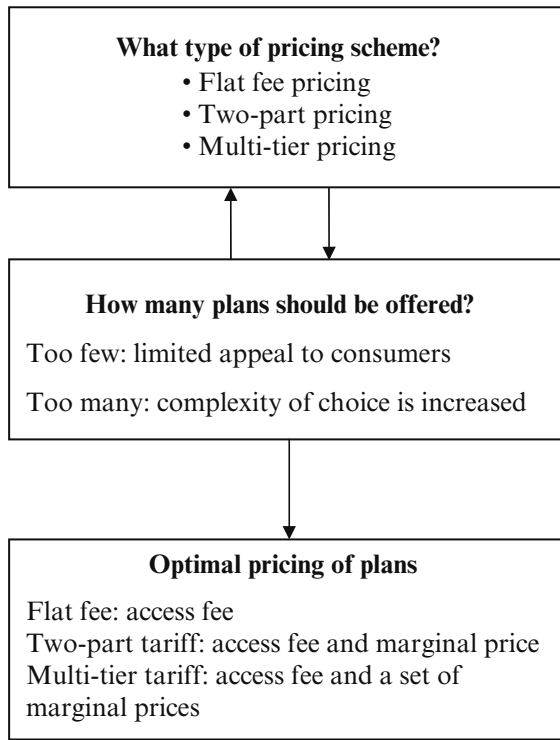 What type of pricing scheme?
• Flat fee pricing
• Two-part pricing
• Multi-tier pricing
How many plans should be offered?
Too few: limited appeal to consumers
Too many: complexity of choice is increased
Optimal pricing of plans
Flat fee: access fee
Two-part tariff: access fee and marginal price
Multi-tier tariff: access fee and a set of
marginal prices